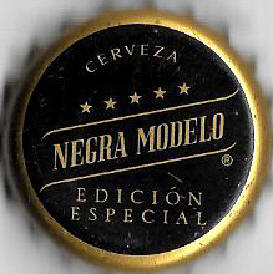 CERVEZA
NEGRA MODELO
®
EDICIÓN
ESPECIAL